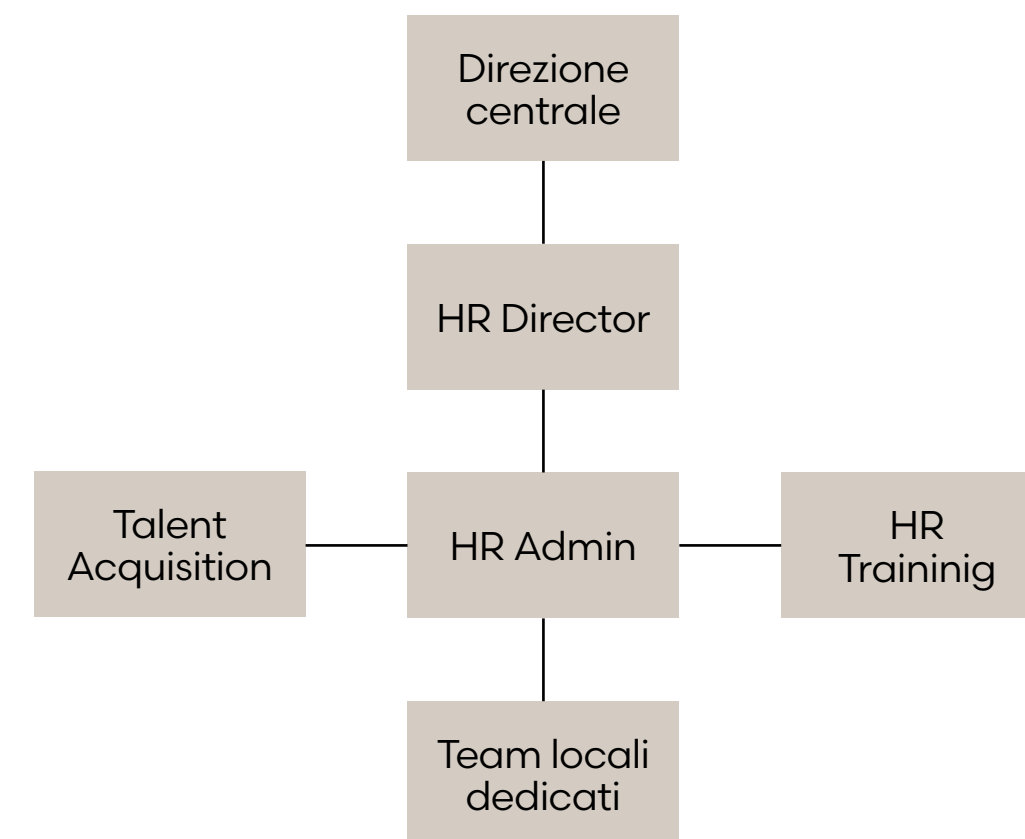 Direzione
centrale
HR Director
Talent
Acquisition
HR Admin
HR
Traininig
Team locali
dedicati